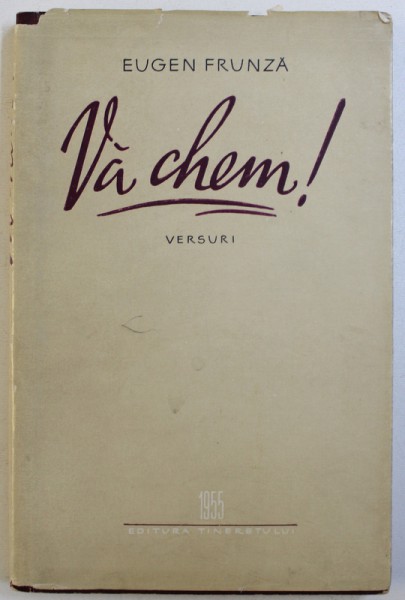 EUGEN FRUNZĂ
Vă chem!
VERSURI
1955
EDITURA TINERETULUI